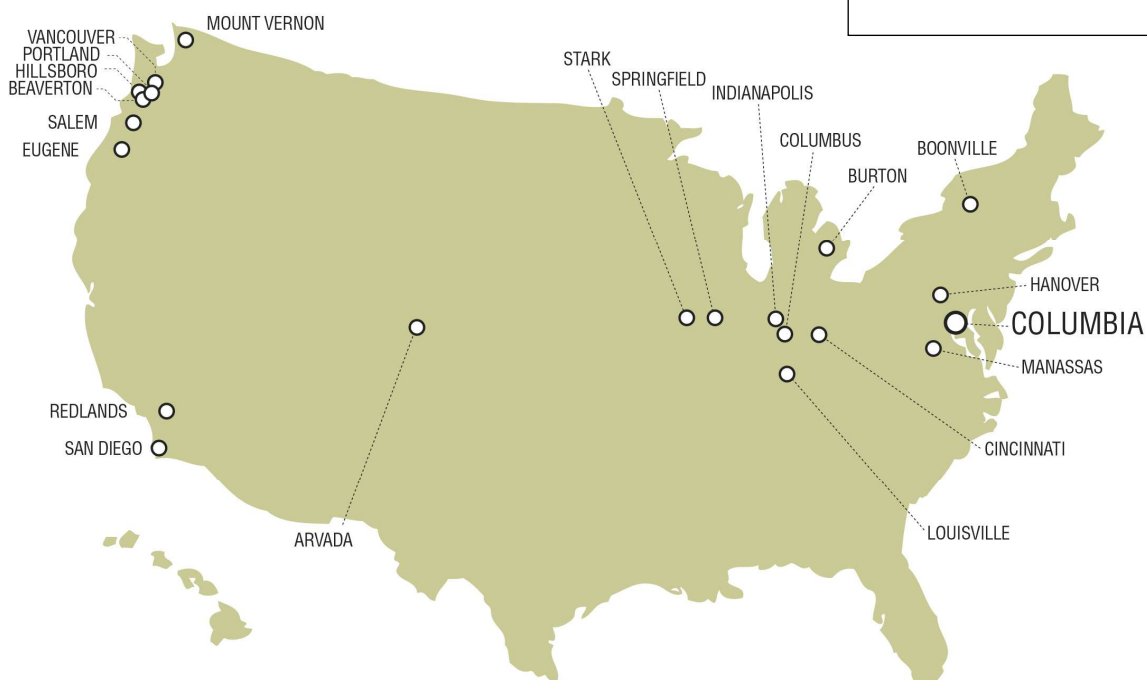 MOUNT VERNON
VANCOUVER
PORTLAND
HILLSBORO
BEAVERTON
SALEM
EUGENE
STARK
SPRINGFIELD
INDIANAPOLIS
COLUMBUS
BURTON
BOONVILLE
HANOVER
COLUMBIA
MANASSAS
REDLANDS
SAN DIEGO
CINCINNATI
ARVADA
LOUISVILLE